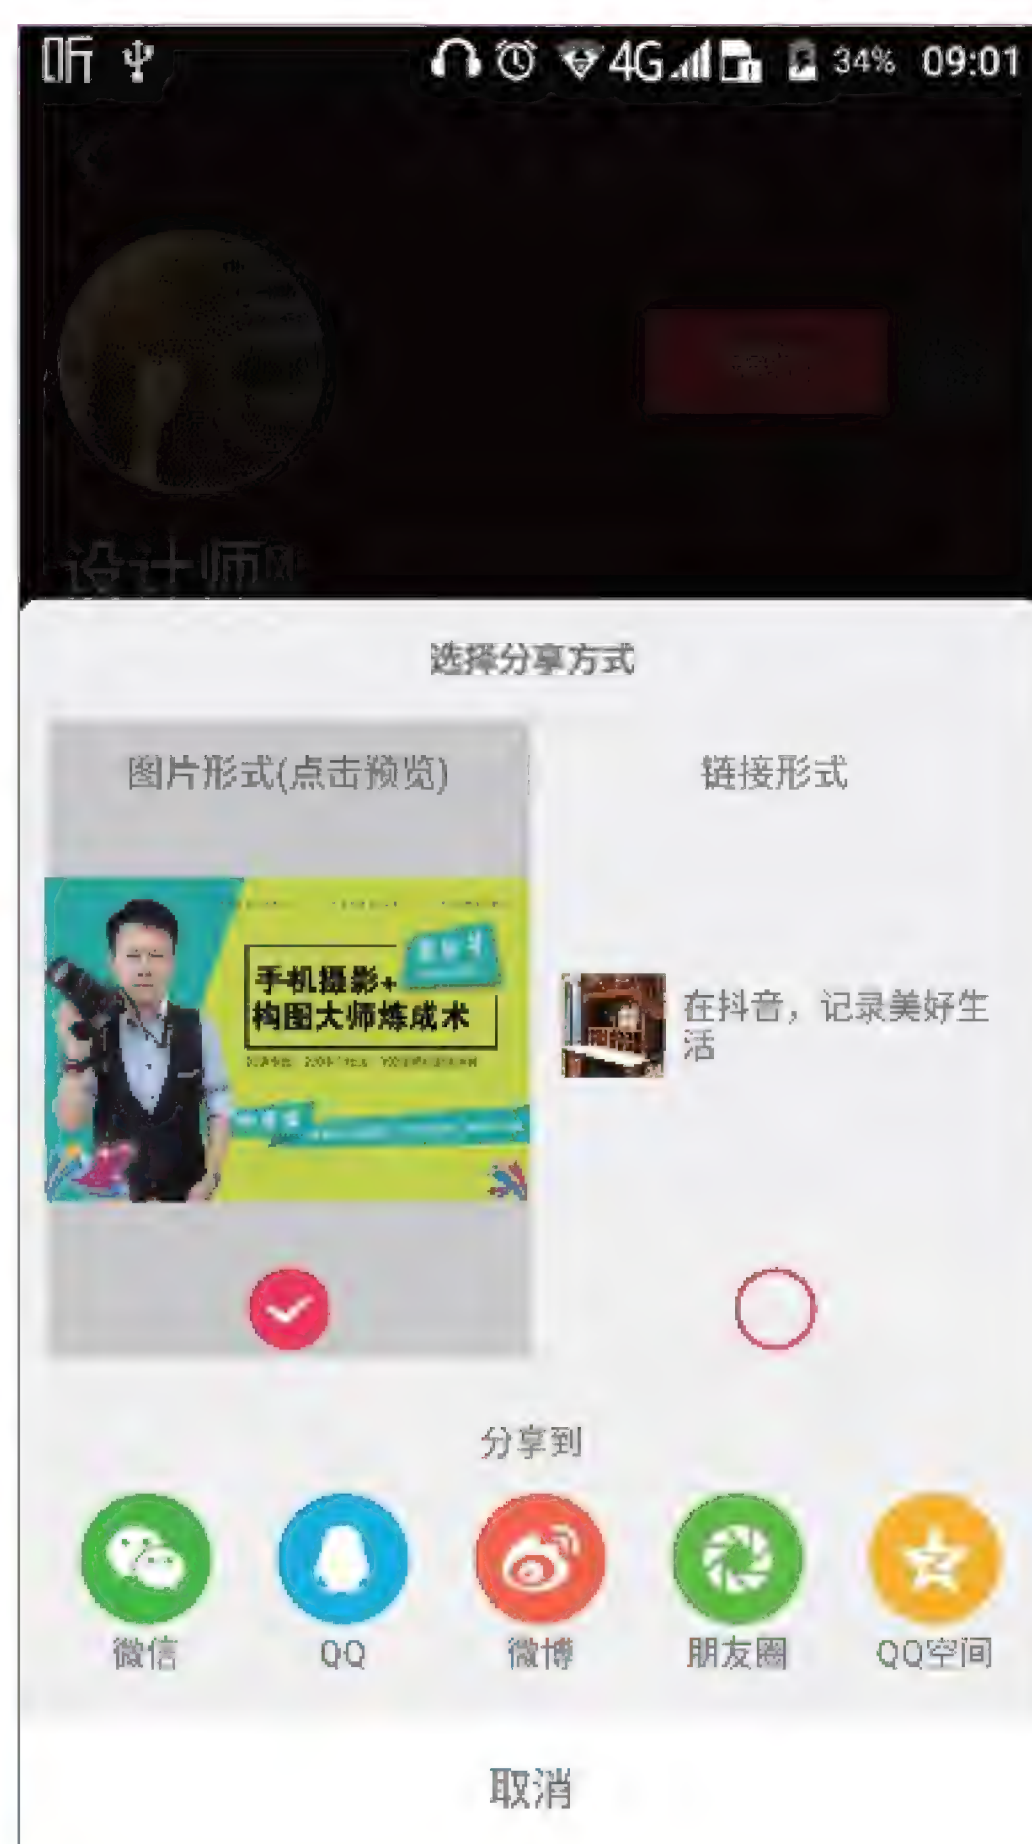 听 4G 34% 09:01
设计师
选择分享方式
图片形式(点击预览)
链接形式
手机摄影+
构图大师炼成术
在抖音，记录美好生
活
分享到
微信 QQ 微博 朋友圈 QQ空间
取消